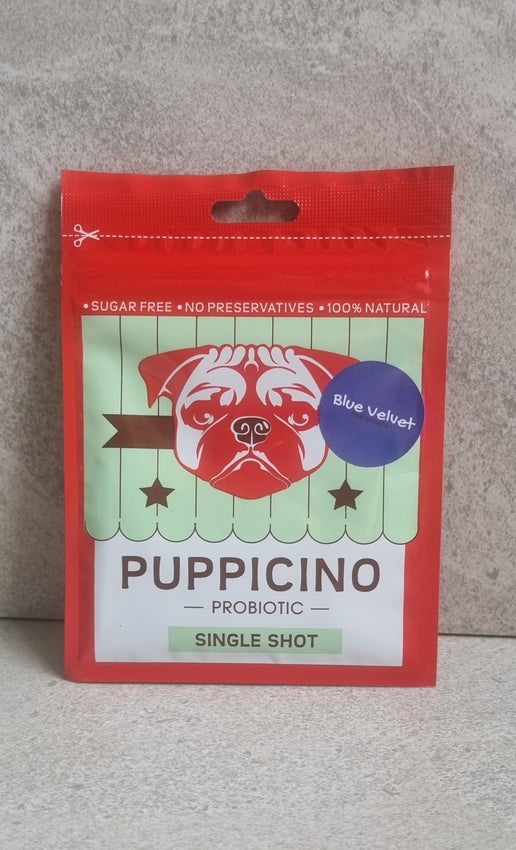 • SUGAR FREE • NO PRESERVATIVES • 100% NATURAL
Blue Velvet
PUPPICINO
— PROBIOTIC —
SINGLE SHOT